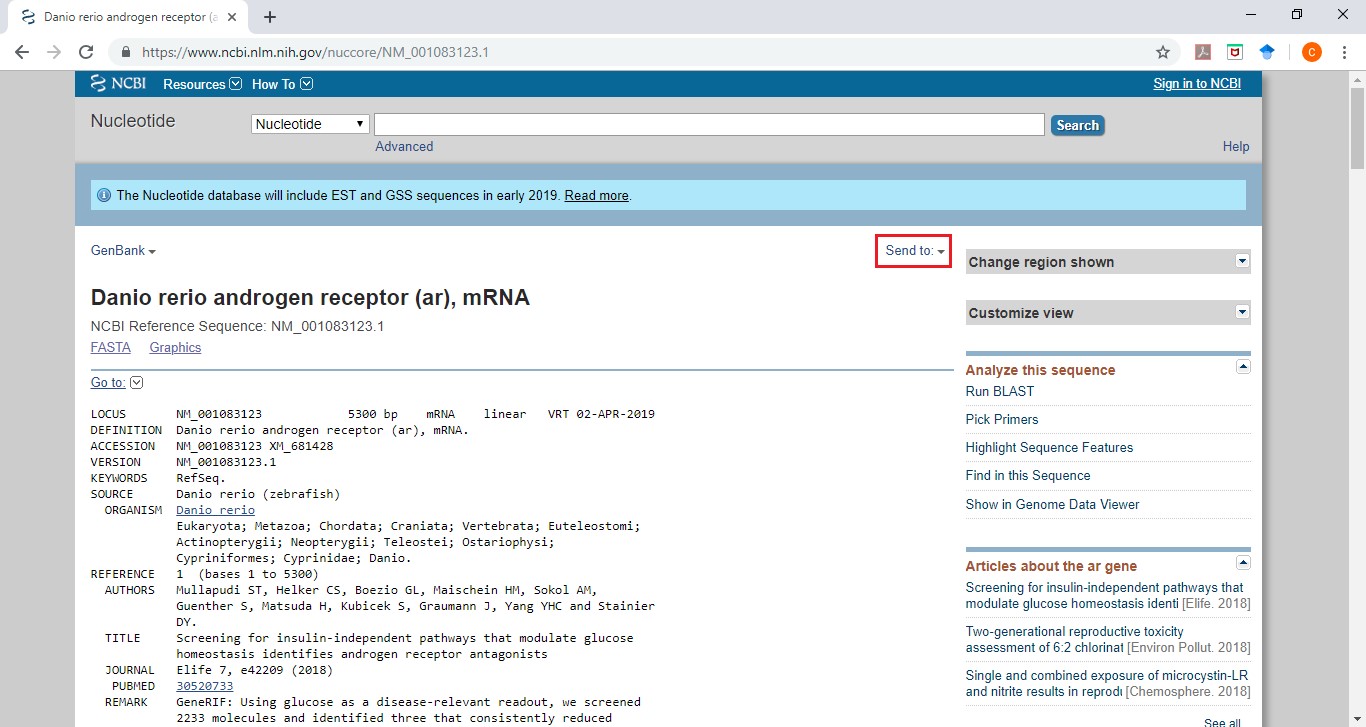 Danio rerio androgen receptor (a
https://www.ncbi.nlm.nih.gov/nuccore/NM_001083123.1
C
NCBI Resources How To Sign in to NCBI
Nucleotide
Nucleotide
Search
Advanced
Help
The Nucleotide database will include EST and GSS sequences in early 2019. Read more.
GenBank
Send to:
Danio rerio androgen receptor (ar), mRNA
NCBI Reference Sequence: NM_001083123.1
FASTA Graphics
Go to:
LOCUS NM_001083123 5300 bp mRNA linear VRT 02-APR-2019
DEFINITION Danio rerio androgen receptor (ar), mRNA.
ACCESSION NM_001083123 XM_681428
VERSION NM_001083123.1
KEYWORDS RefSeq.
SOURCE Danio rerio (zebrafish)
ORGANISM Danio rerio
Eukaryota; Metazoa; Chordata; Craniata; Vertebrata; Euteleostomi;
Actinopterygii; Neopterygii; Teleostei; Ostariophysi;
Cypriniformes; Cyprinidae; Danio.
REFERENCE 1 (bases 1 to 5300)
AUTHORS Mullapudi ST, Helker CS, Boezio GL, Maischein HM, Sokol AM,
Guenther S, Matsuda H, Kubicek S, Graumann J, Yang YHC and Stainier
DY.
TITLE Screening for insulin-independent pathways that modulate glucose
homeostasis identifies androgen receptor antagonists
JOURNAL Elife 7, e42209 (2018)
PUBMED 30520733
REMARK GeneRIF: Using glucose as a disease-relevant readout, we screened
2233 molecules and identified three that consistently reduced
Change region shown
Customize view
Analyze this sequence
Run BLAST
Pick Primers
Highlight Sequence Features
Find in this Sequence
Show in Genome Data Viewer
Articles about the ar gene
Screening for insulin-independent pathways that
modulate glucose homeostasis identi [Elife. 2018]
Two-generational reproductive toxicity
assessment of 6:2 chlorinat [Environ Pollut. 2018]
Single and combined exposure of microcystin-LR
and nitrite results in reprodu [Chemosphere. 2018]
See all